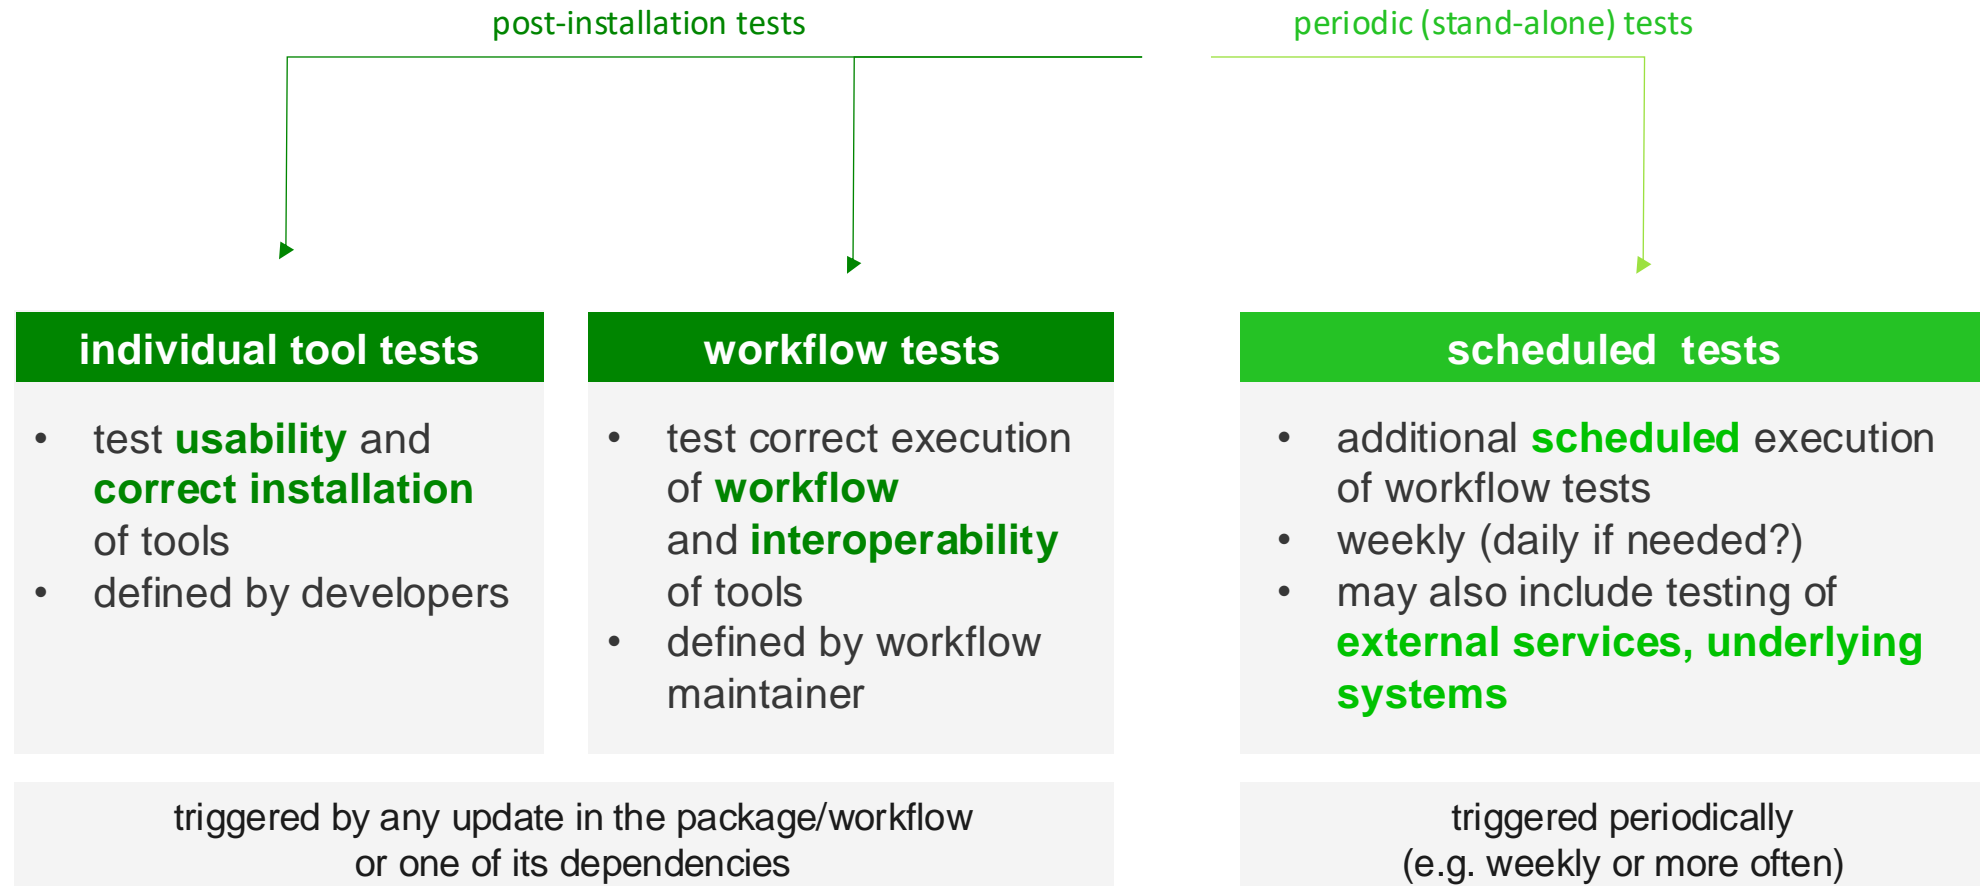 post-installation tests
periodic (stand-alone) tests
individual tool tests
• test usability and
correct installation
of tools
• defined by developers
workflow tests
• test correct execution
of workflow
and interoperability
of tools
• defined by workflow
maintainer
scheduled tests
• additional scheduled execution
of workflow tests
• weekly (daily if needed?)
• may also include testing of
external services, underlying
systems
triggered by any update in the package/workflow
or one of its dependencies
triggered periodically
(e.g. weekly or more often)